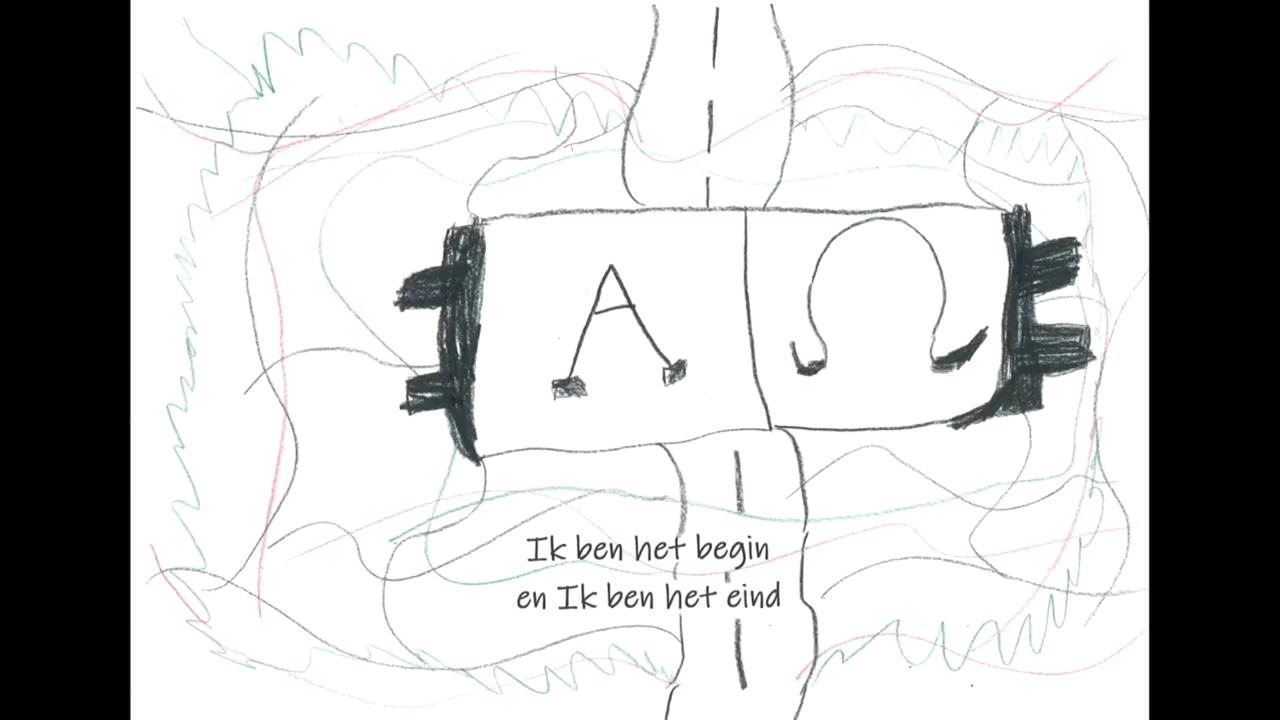 Α Ω
Ik ben het begin
en Ik ben het eind